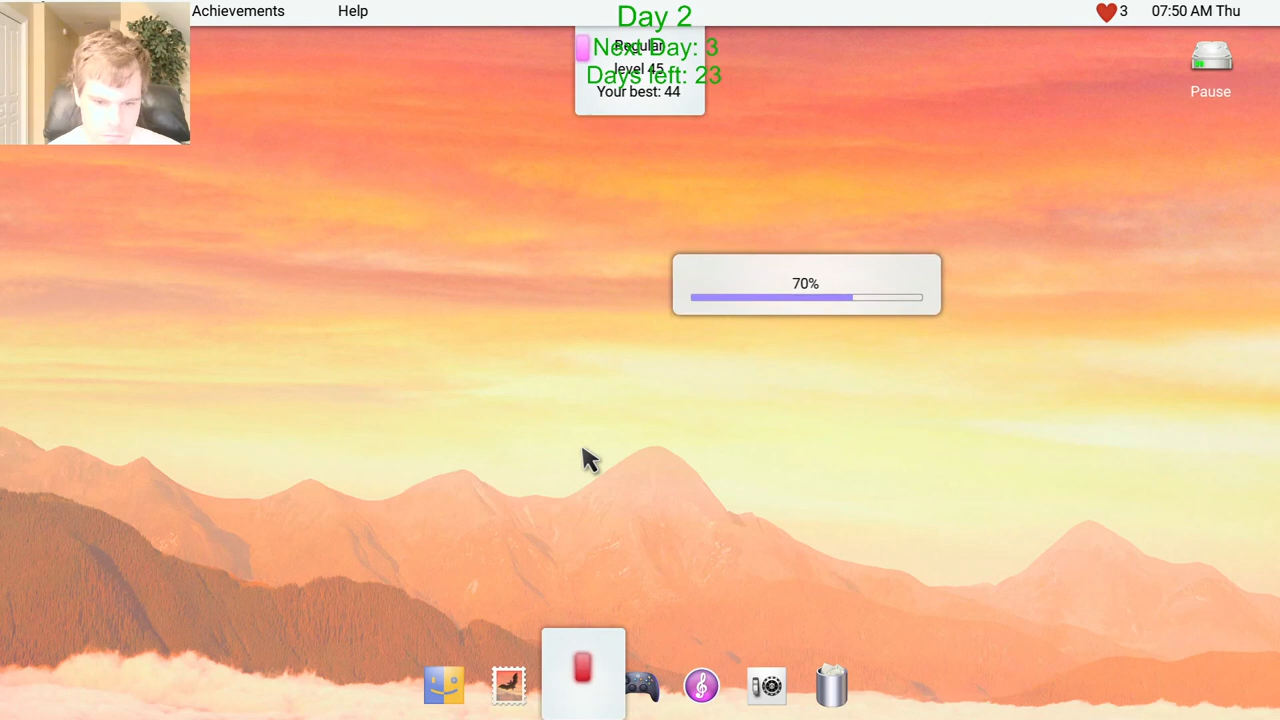 Achievements
Help
Day 2
3
07:50 AM Thu
Regular
Next Day: 3
level 45
Days left: 23
Your best: 44
Pause
70%